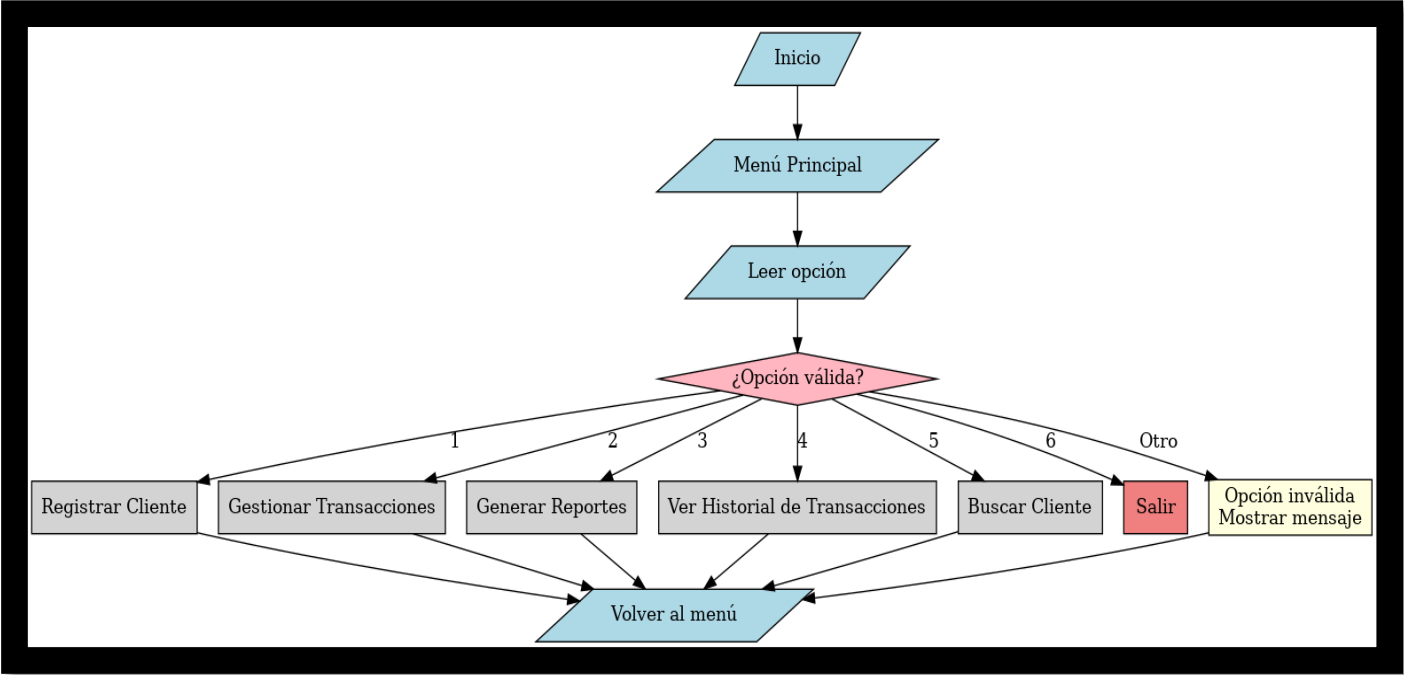 Inicio
Menú Principal
Leer opción
¿Opción válida?
1
2
3
4
5
6
Otro
Registrar Cliente
Gestionar Transacciones
Generar Reportes
Ver Historial de Transacciones
Buscar Cliente
Salir
Opción inválida
Mostrar mensaje
Volver al menú